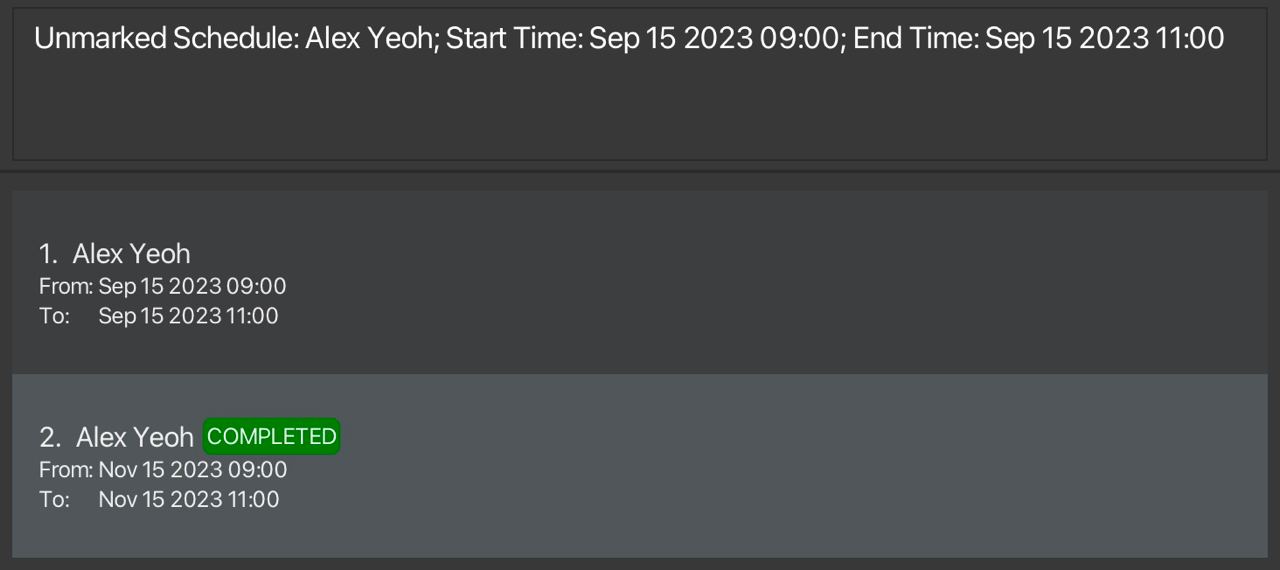 Unmarked Schedule: Alex Yeoh; Start Time: Sep 15 2023 09:00; End Time: Sep 15 2023 11:00
1. Alex Yeoh
From: Sep 15 2023 09:00
To: Sep 15 2023 11:00
2. Alex Yeoh COMPLETED
From: Nov 15 2023 09:00
To: Nov 15 2023 11:00